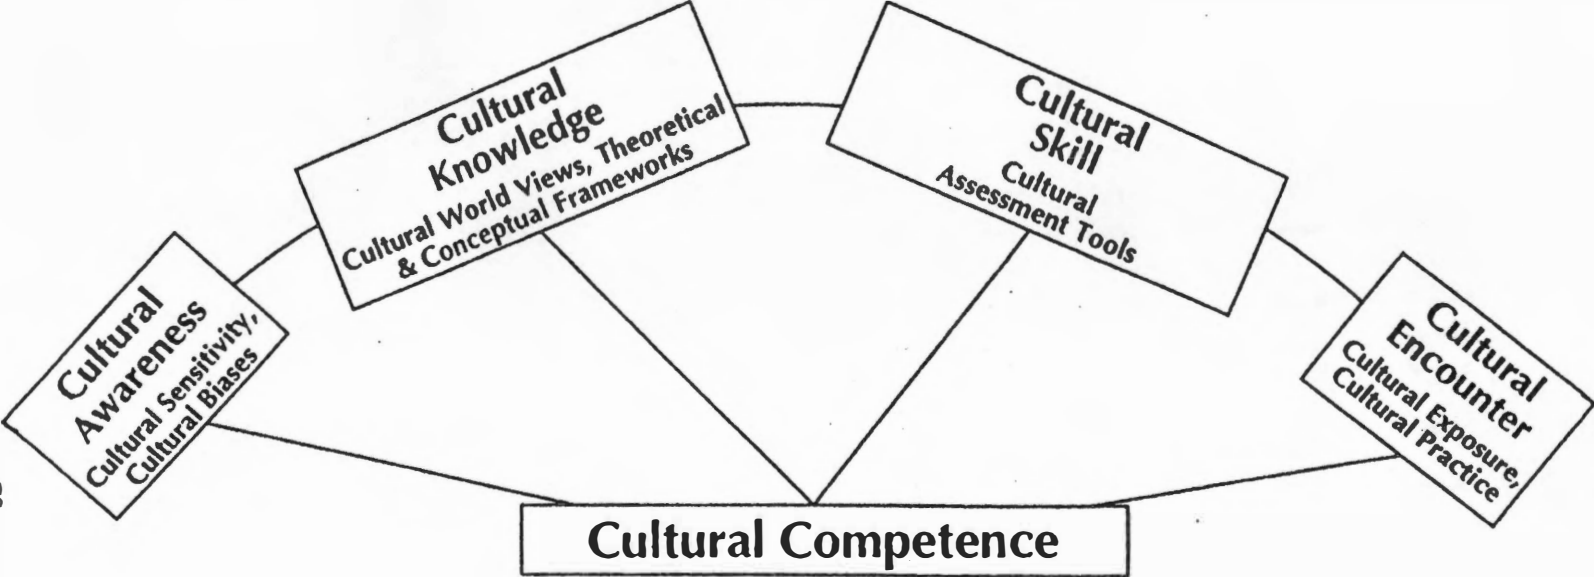 Cultural
Awareness
Cultural Sensitivity,
Cultural Biases
Cultural
Knowledge
Cultural World Views, Theoretical
& Conceptual Frameworks
Cultural
Skill
Cultural
Assessment Tools
Cultural
Encounter
Cultural Exposure,
Cultural Practice
Cultural Competence